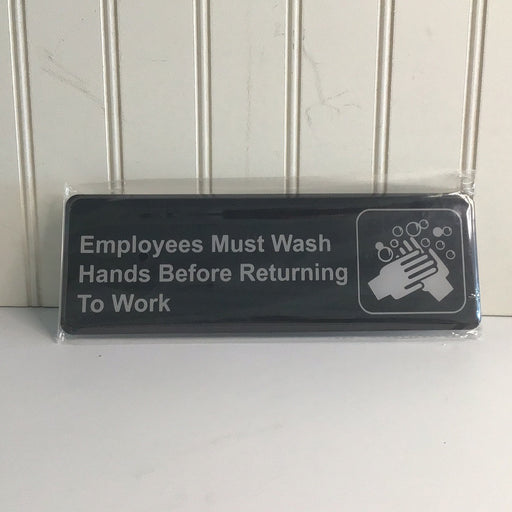 Employees Must Wash
Hands Before Returning
To Work